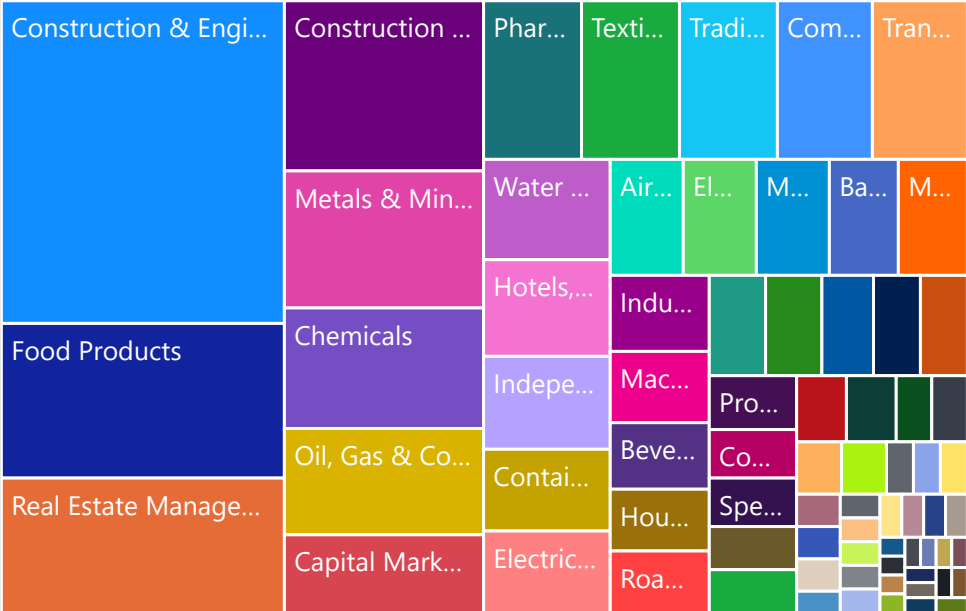 Construction & Engi...
Food Products
Real Estate Manage...
Construction ...
Metals & Min...
Chemicals
Oil, Gas & Co...
Capital Mark...
Phar...
Texti...
Tradi...
Com...
Tran...
Water ...
Hotels,...
Indepe...
Contai...
Electric...
Air...
El...
M...
Ba...
M...
Indu...
Mac...
Beve...
Hou...
Roa...
Pro...
Co...
Spe...